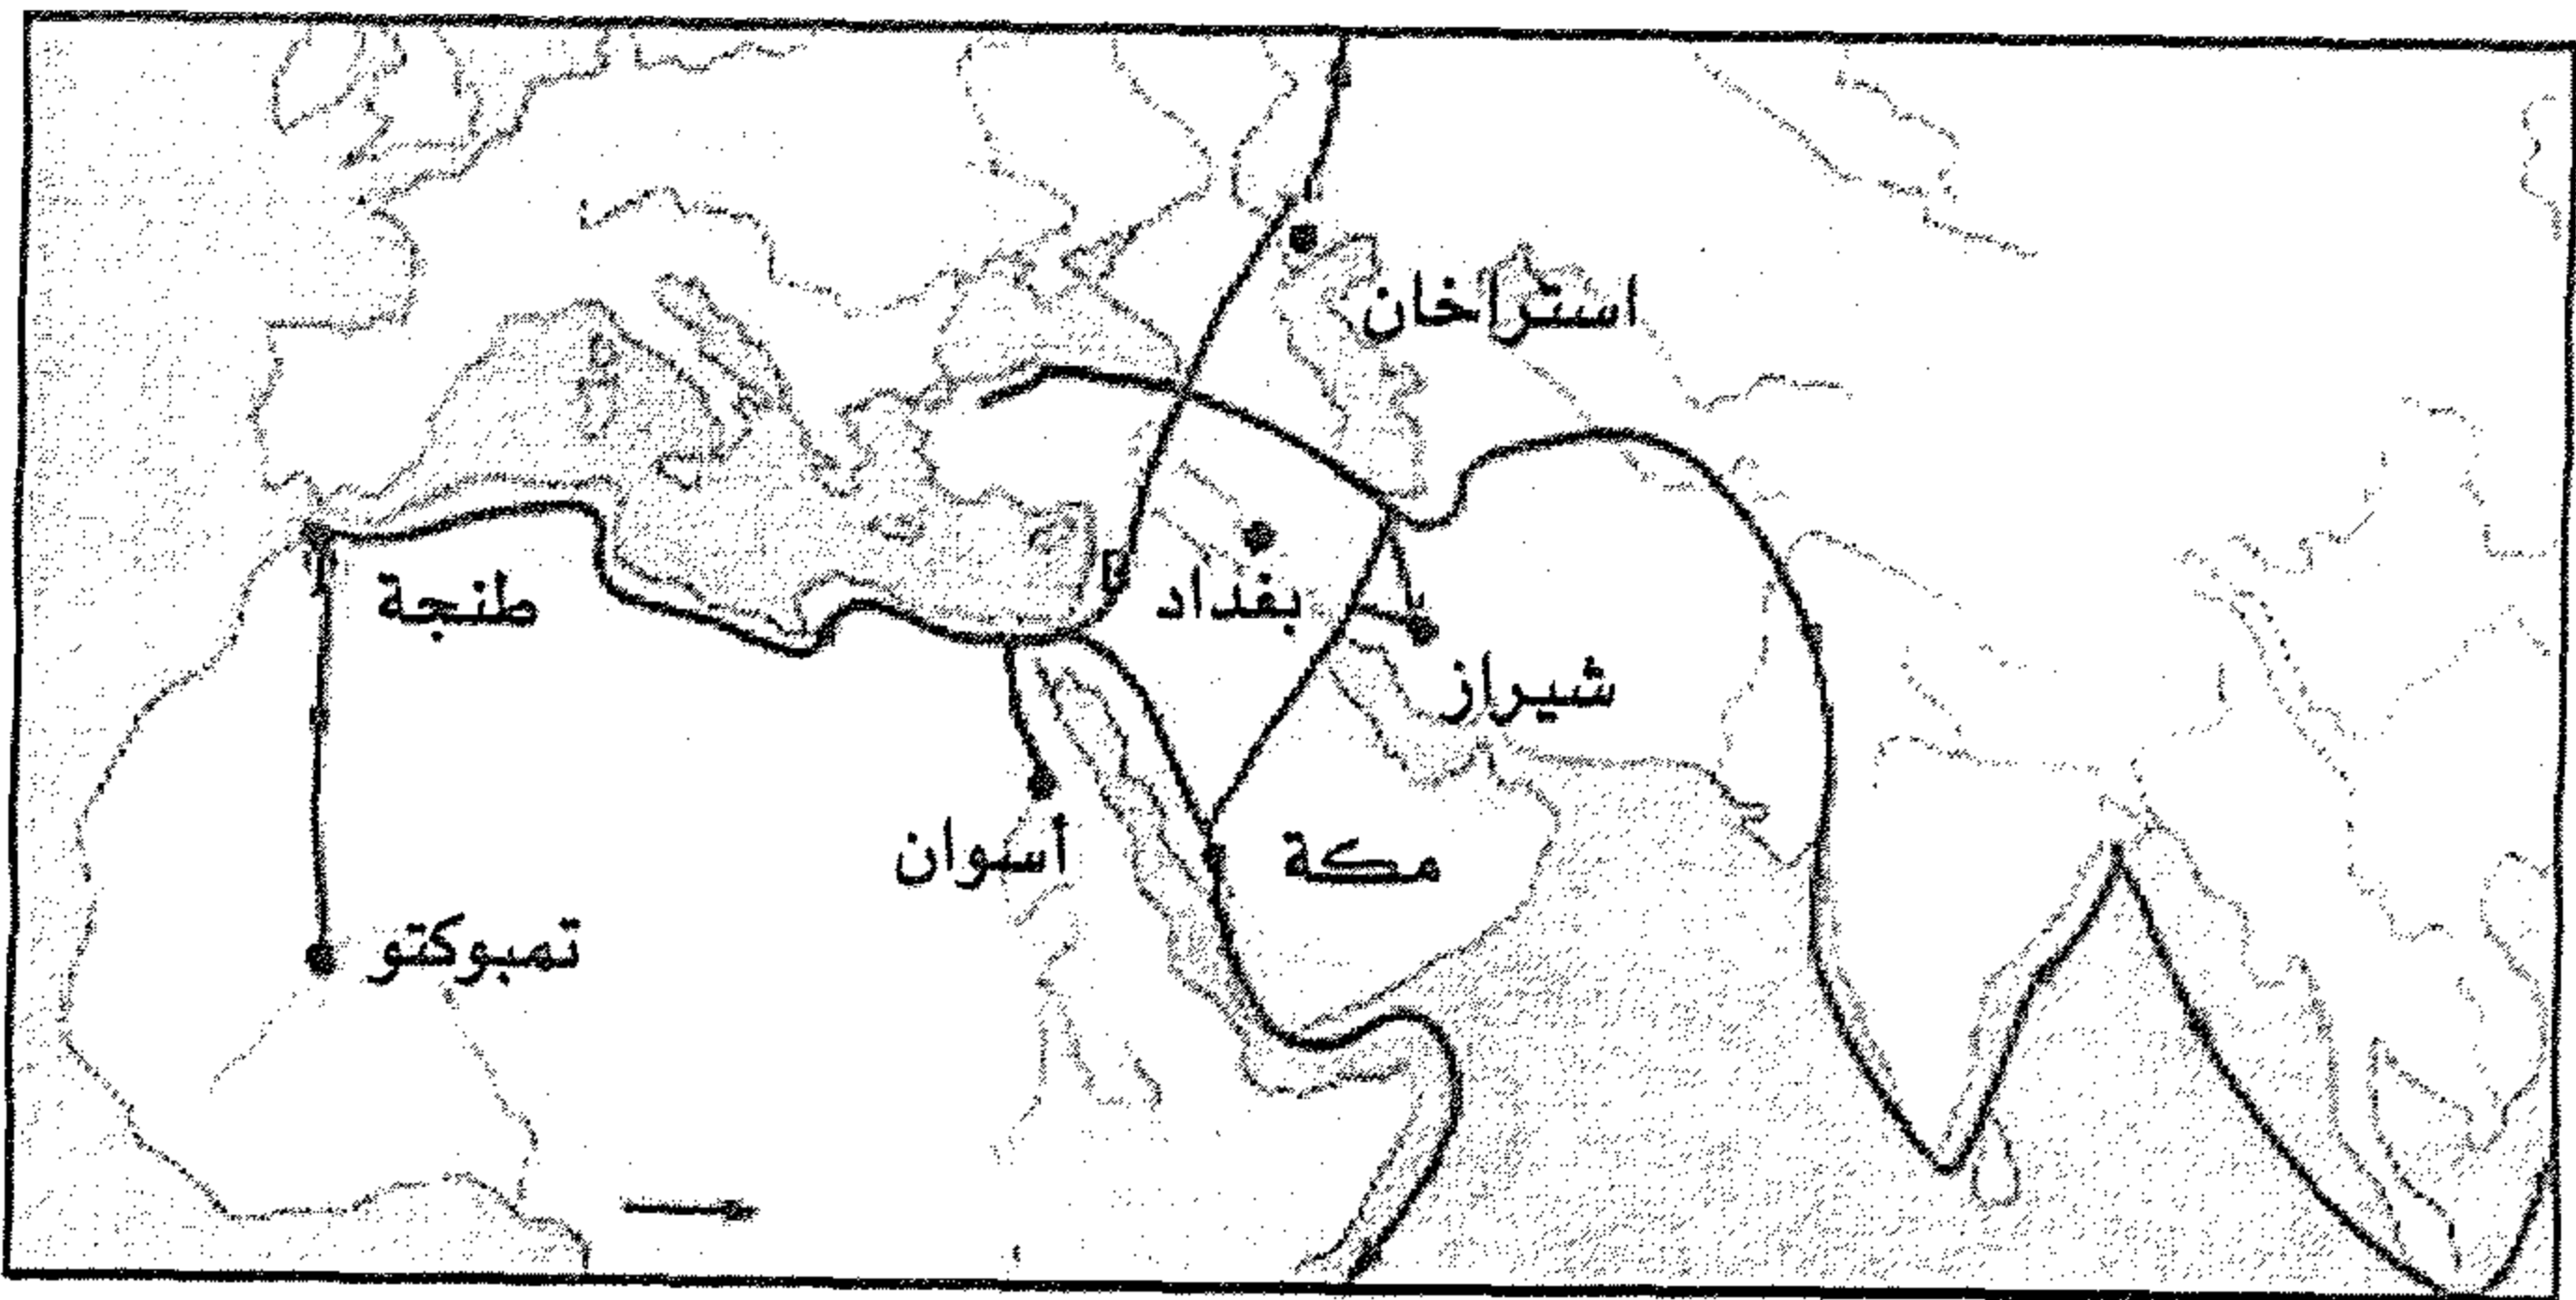 استراخان
طنجة
بغداد
شيراز
أسوان
مكة
تمبوكتو